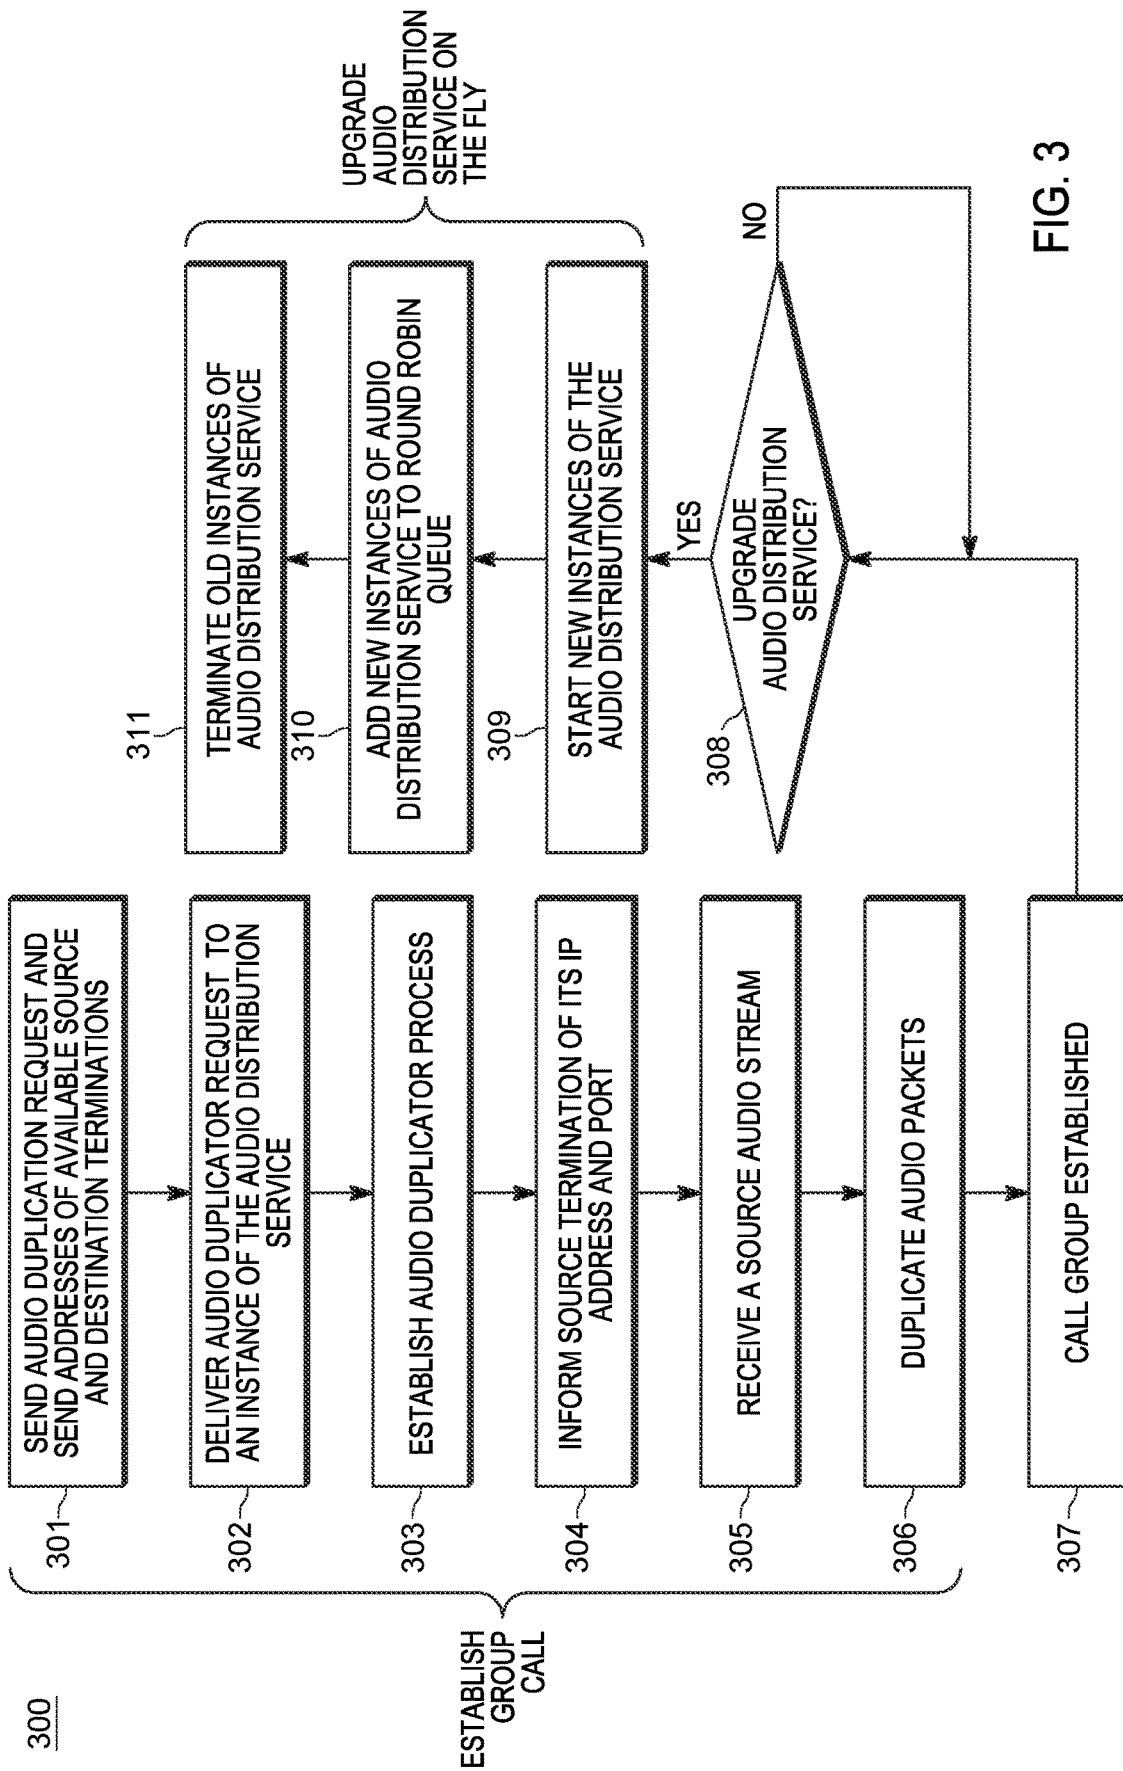 300
ESTABLISH
GROUP
CALL
301
SEND AUDIO DUPLICATION REQUEST AND
SEND ADDRESSES OF AVAILABLE SOURCE
AND DESTINATION TERMINATIONS
302
DELIVER AUDIO DUPLICATOR REQUEST TO
AN INSTANCE OF THE AUDIO DISTRIBUTION
SERVICE
303
ESTABLISH AUDIO DUPLICATOR PROCESS
304
INFORM SOURCE TERMINATION OF ITS IP
ADDRESS AND PORT
305
RECEIVE A SOURCE AUDIO STREAM
306
DUPLICATE AUDIO PACKETS
307
CALL GROUP ESTABLISHED
308
UPGRADE
AUDIO DISTRIBUTION
SERVICE?
NO
YES
309
START NEW INSTANCES OF THE
AUDIO DISTRIBUTION SERVICE
310
ADD NEW INSTANCES OF AUDIO
DISTRIBUTION SERVICE TO ROUND ROBIN
QUEUE
311
TERMINATE OLD INSTANCES OF
AUDIO DISTRIBUTION SERVICE
UPGRADE
AUDIO
DISTRIBUTION
SERVICE ON
THE FLY
FIG. 3